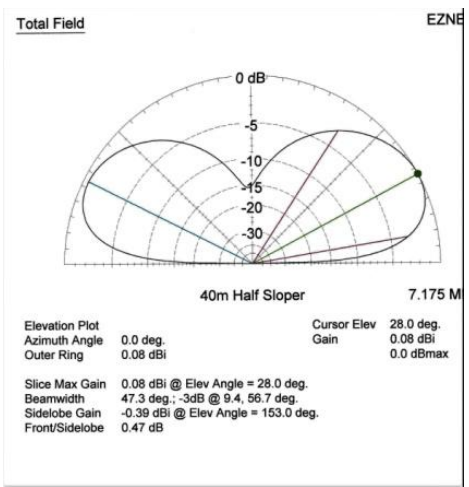 Total Field
EZNE
0 dB
-5
-10
-15
-20
-30
40m Half Sloper
7.175 M
Elevation Plot
Azimuth Angle 0.0 deg.
Outer Ring 0.08 dBi
Cursor Elev 28.0 deg.
Gain 0.08 dBi
0.0 dBmax
Slice Max Gain 0.08 dBi @ Elev Angle = 28.0 deg.
Beamwidth 47.3 deg.; -3dB @ 9.4, 56.7 deg.
Sidelobe Gain -0.39 dBi @ Elev Angle = 153.0 deg.
Front/Sidelobe 0.47 dB